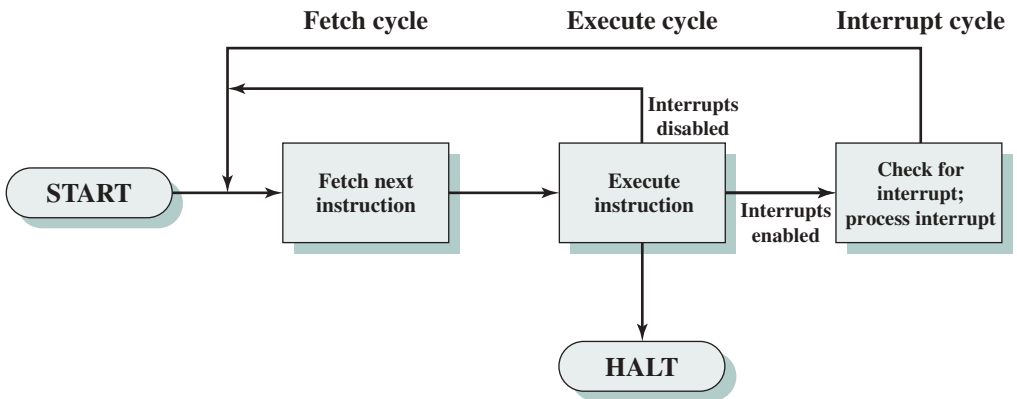 Fetch cycle
Execute cycle
Interrupt cycle
Interrupts
disabled
START
Fetch next
instruction
Execute
instruction
Interrupts
enabled
Check for
interrupt;
process interrupt
HALT